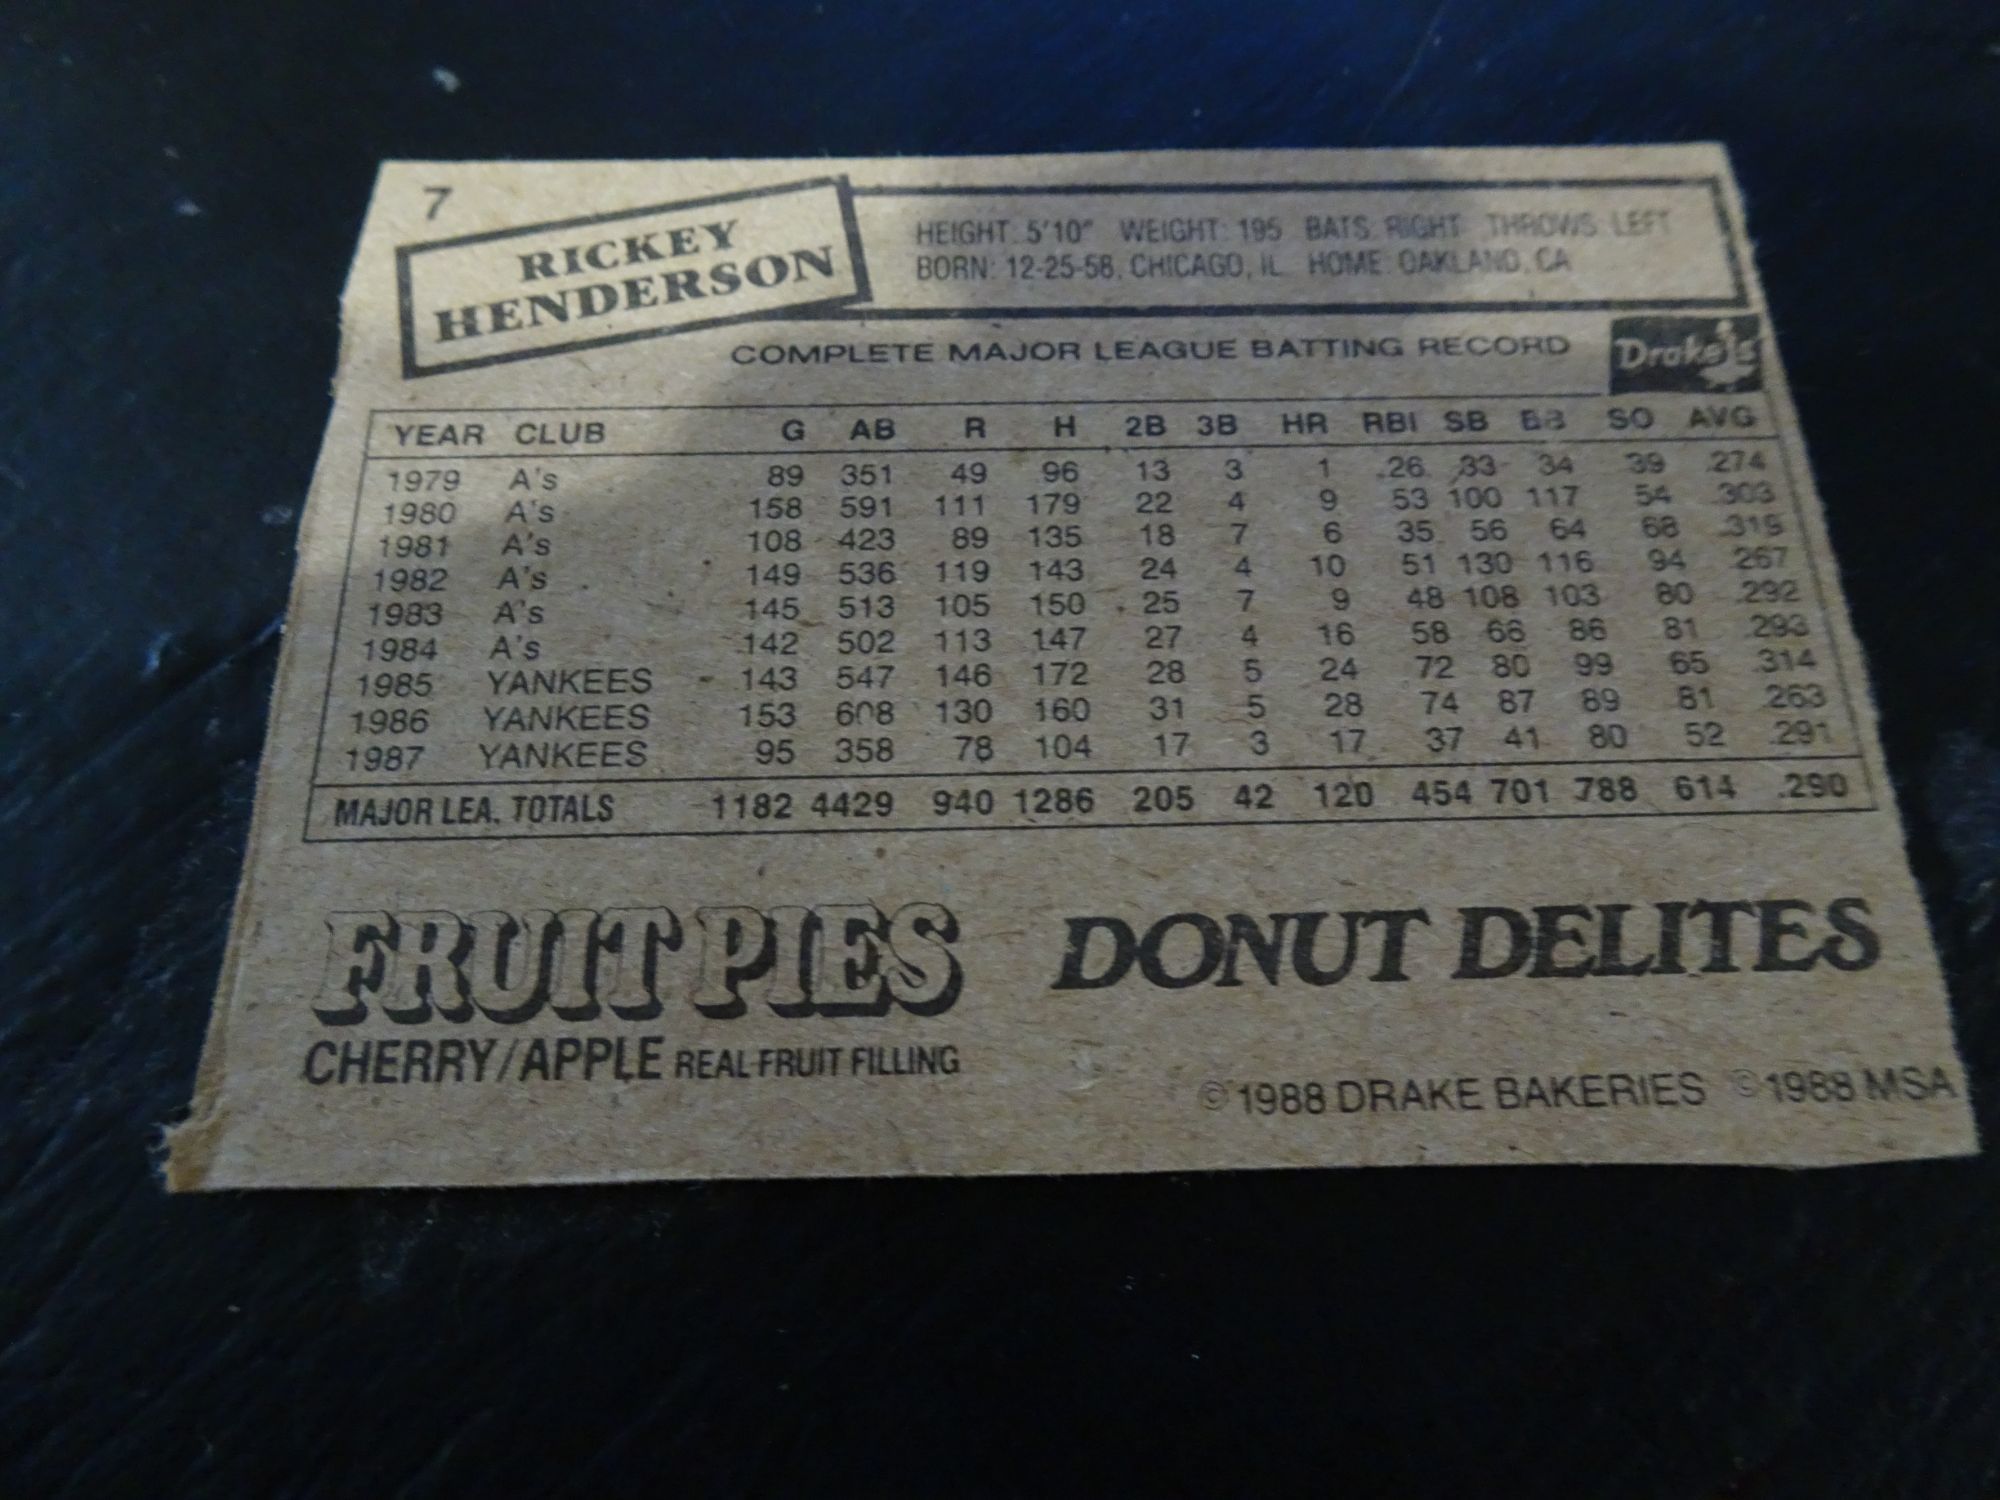 7
RICKEY
HENDERSON
HEIGHT: 5'10" WEIGHT: 195 BATS: RIGHT THROWS: LEFT
BORN: 12-25-58, CHICAGO, IL HOME: OAKLAND, CA
COMPLETE MAJOR LEAGUE BATTING RECORD
Drake's
YEAR CLUB G AB R H 2B 3B HR RBI SB BB SO AVG
1979 A's 89 351 49 96 13 3 1 26 33 34 39 .274
1980 A's 158 591 111 179 22 4 9 53 100 117 54 .303
1981 A's 108 423 89 135 18 7 6 35 56 64 68 .319
1982 A's 149 536 119 143 24 4 10 51 130 116 94 .267
1983 A's 145 513 105 150 25 7 9 48 108 103 80 .292
1984 A's 142 502 113 147 27 4 16 58 66 86 81 .293
1985 YANKEES 143 547 146 172 28 5 24 72 80 99 65 .314
1986 YANKEES 153 608 130 160 31 5 28 74 87 89 81 .263
1987 YANKEES 95 358 78 104 17 3 17 37 41 80 52 .291
MAJOR LEA. TOTALS 1182 4429 940 1286 205 42 120 454 701 788 614 .290
FRUIT PIES
CHERRY/APPLE REAL FRUIT FILLING
DONUT DELITES
©1988 DRAKE BAKERIES ©1988 MSA